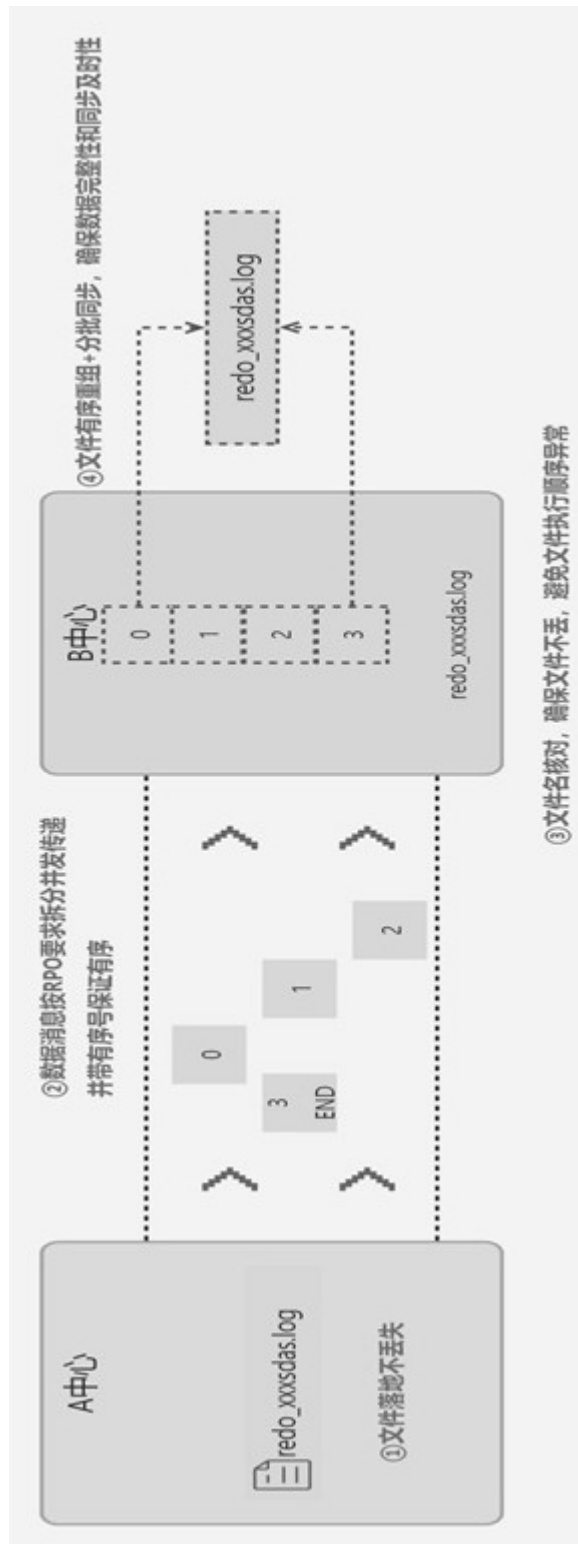 A中心
redo_xxxsdas.log
①文件落地不丢失
②数据消息按RPO要求拆分并发传递
并带有序号保证有序
3
END
0
1
2
B中心
0
1
2
3
redo_xxxsdas.log
③文件名核对，确保文件不丢，避免文件执行顺序异常
④文件有序重组+分批同步，确保数据完整性和同步及时性
redo_xxxsdas.log